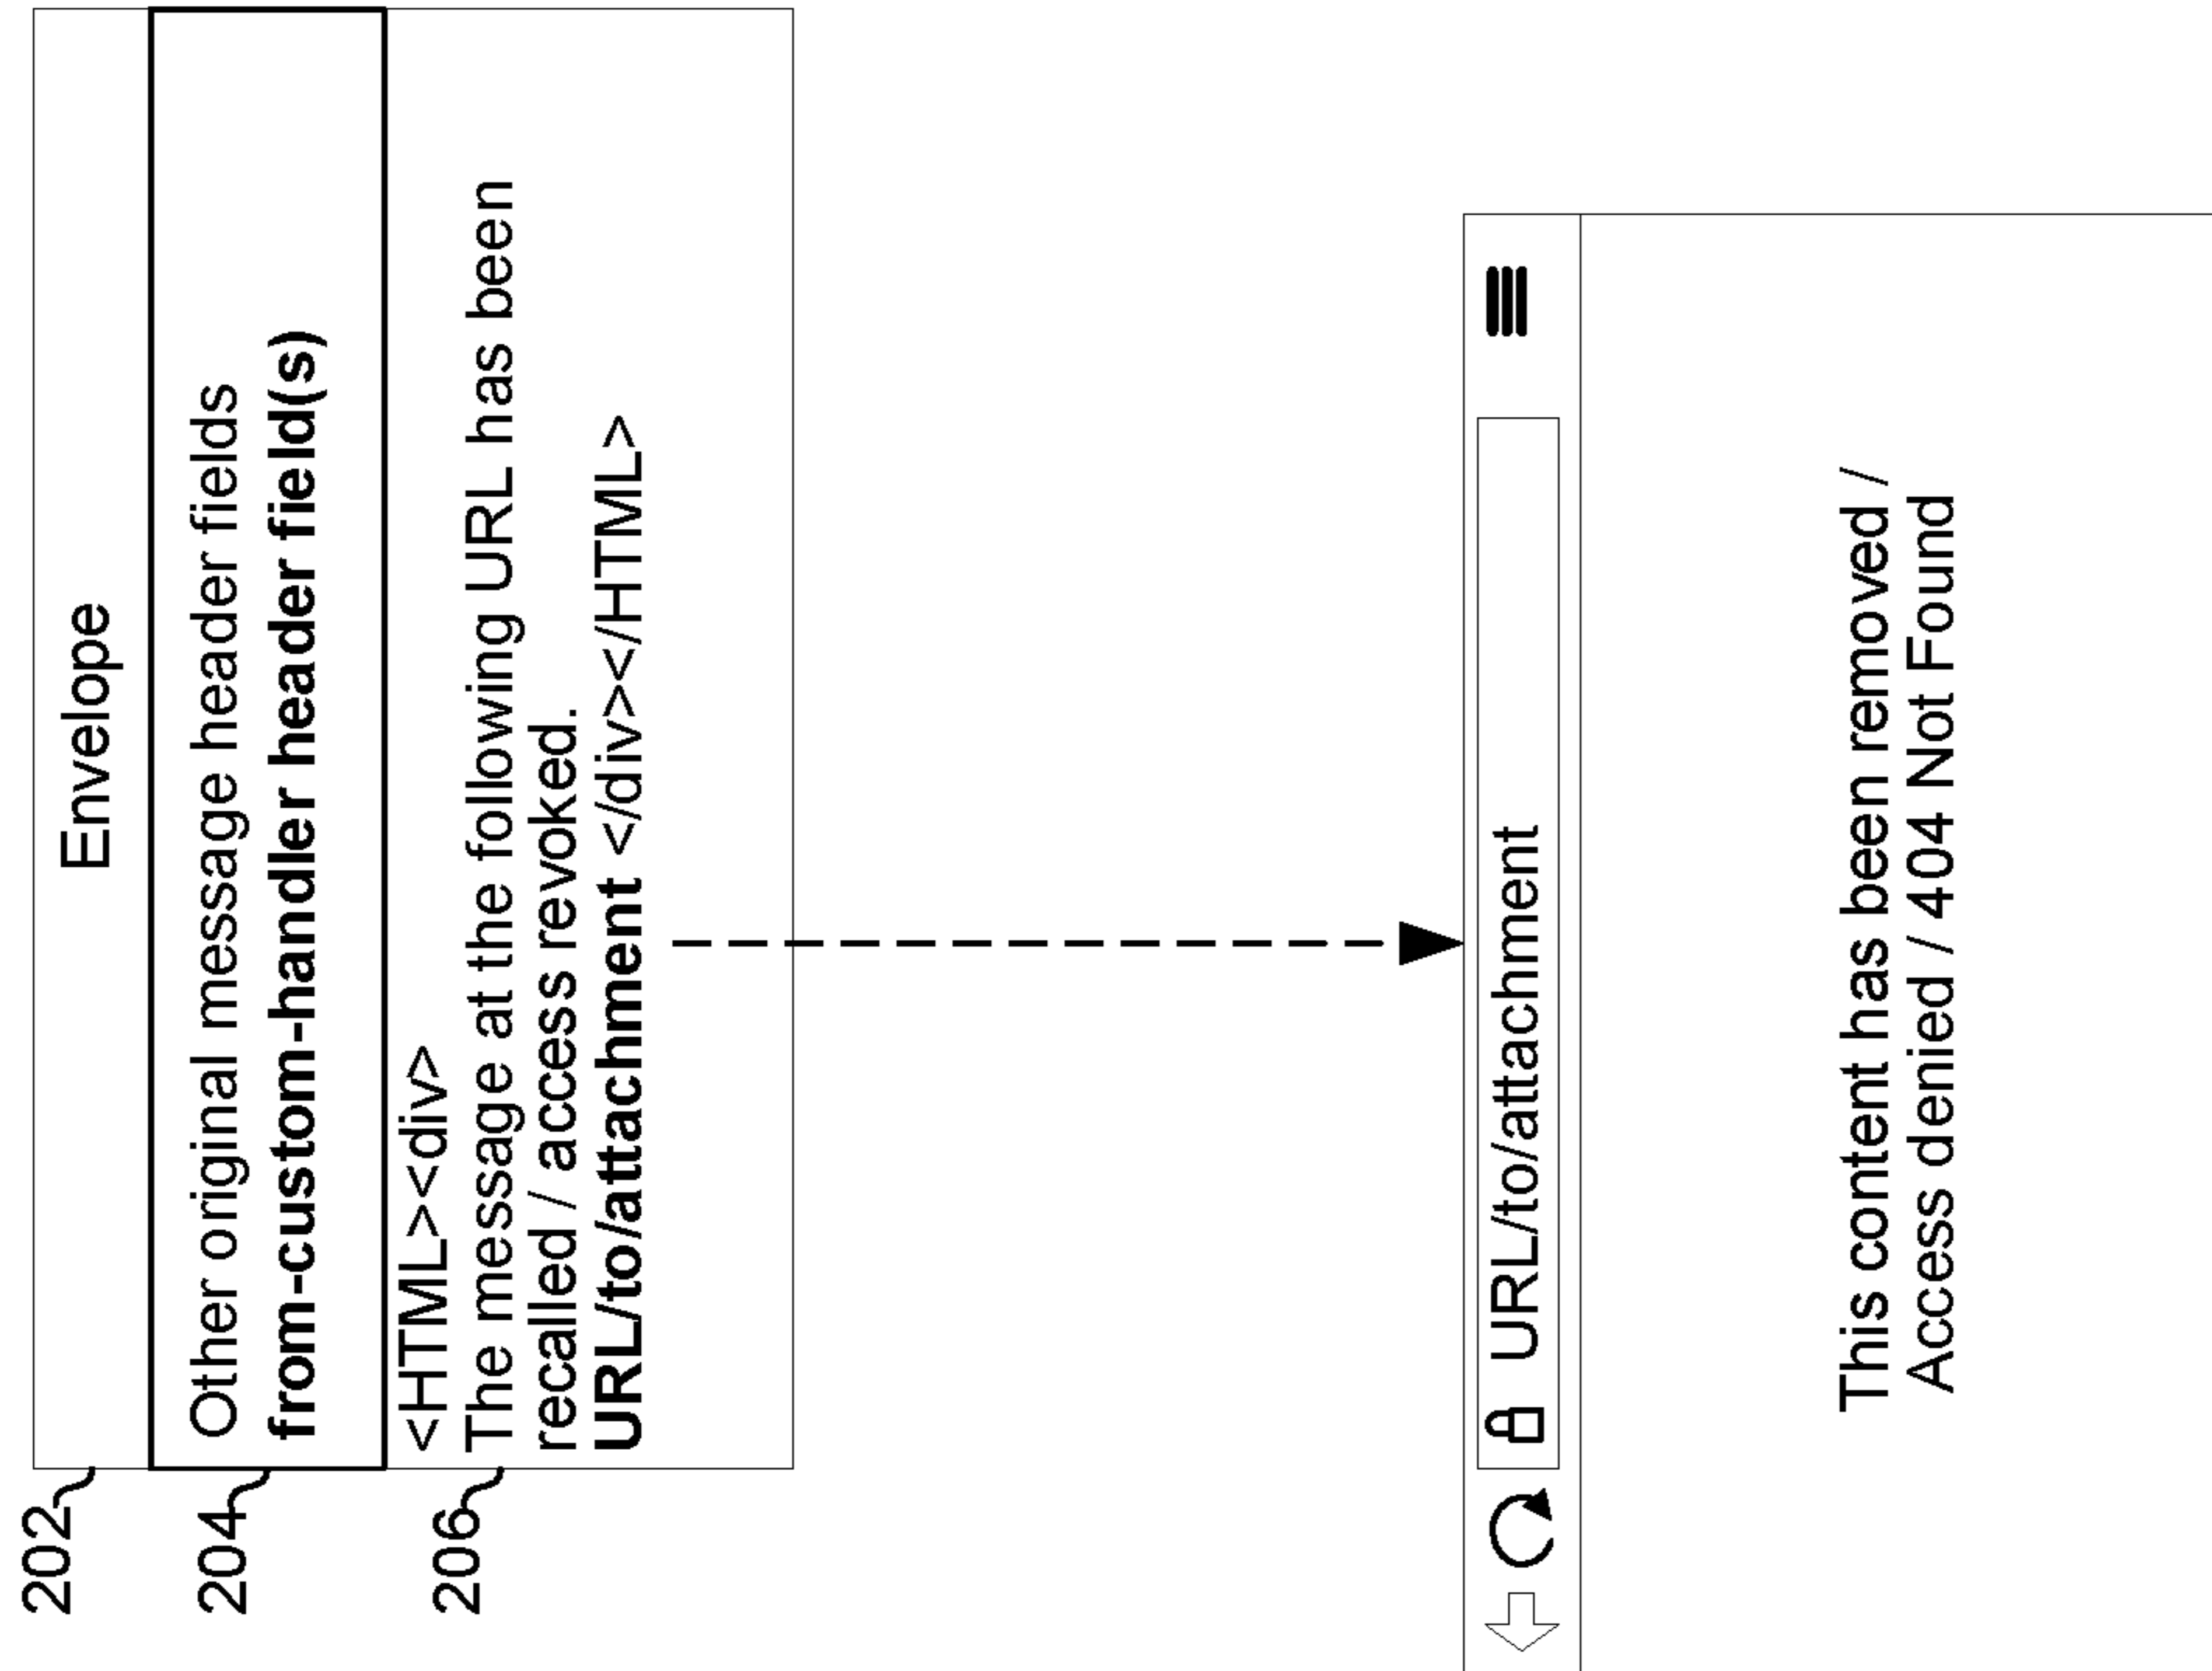 202
Envelope
204
Other original message header fields
from-custom-handler header field(s)
206
<HTML><div>
The message at the following URL has been
recalled / access revoked.
URL/to/attachment </div></HTML>
URL/to/attachment
This content has been removed /
Access denied / 404 Not Found